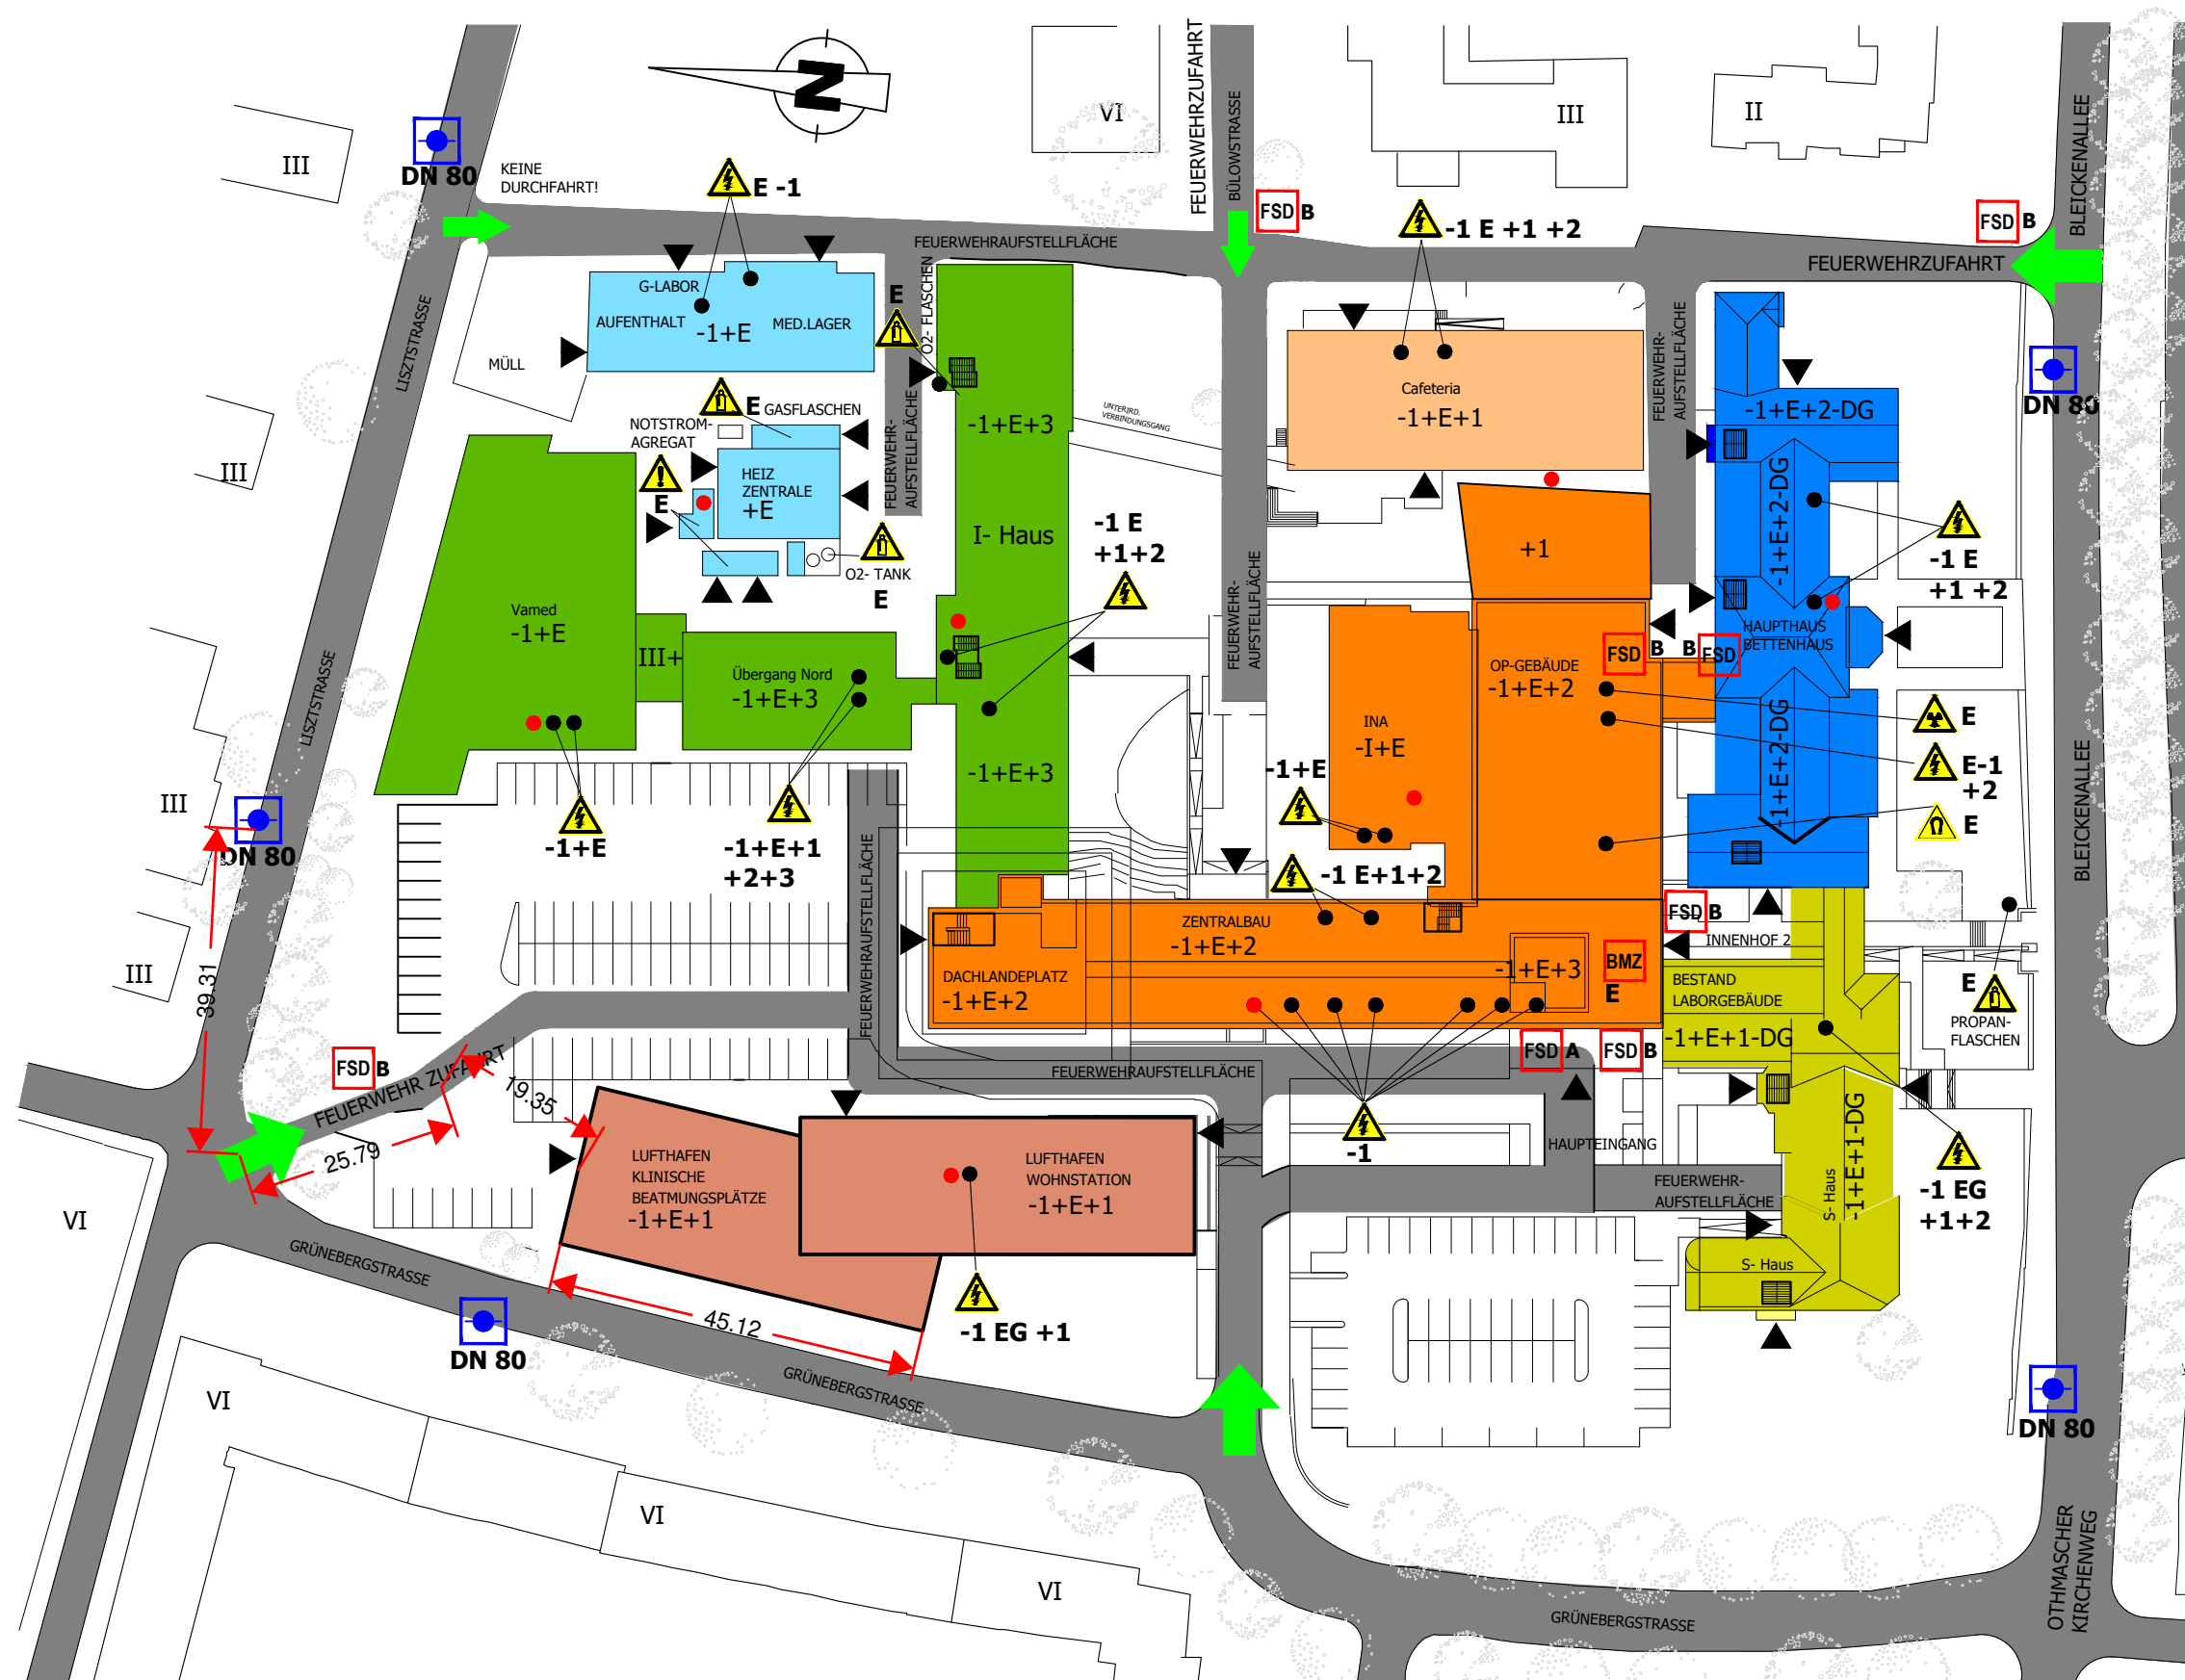 FEUERWEHRZUFAHRT
BÜLOWSTRASSE
VI
III
II
BLEICKENALLEE
N
III
DN 80
KEINE
DURCHFAHRT!
E -1
FSD B
-1 E +1 +2
FSD B
FEUERWEHRAUFSTELLFLÄCHE
FEUERWEHRZUFAHRT
G-LABOR
AUFENTHALT
-1+E
MED.LAGER
E
O2- FLASCHEN
LISZTSTRASSE
MÜLL
FEUERWEHR-
AUFSTELLFLÄCHE
Cafeteria
-1+E+1
-1+E+2-DG
DN 80
E GASFLASCHEN
NOTSTROM-
AGREGAT
E
HEIZ
ZENTRALE
+E
FEUERWEHR-
AUFSTELLFLÄCHE
-1+E+3
UNTERIRD.
VERBINDUNGSGANG
III
-1+E+2-DG
I- Haus
-1 E
+1+2
+1
-1 E
+1 +2
O2- TANK
E
Vamed
-1+E
III+
Übergang Nord
-1+E+3
FEUERWEHR-
AUFSTELLFLÄCHE
HAUPTHAUS
BETTENHAUS
FSD B
B FSD
OP-GEBÄUDE
-1+E+2
LISZTSTRASSE
INA
-I+E
-1+E+2-DG
E
E-1
+2
E
-1+E+3
-1+E
III
DN 80
-1+E
-1+E+1
+2+3
FEUERWEHRAUFSTELLFLÄCHE
-1 E+1+2
BLEICKENALLEE
ZENTRALBAU
-1+E+2
FSD B
INNENHOF 2
III
39.31
DACHLANDEPLATZ
-1+E+2
-1+E+3
BMZ
E
BESTAND
LABORGEBÄUDE
-1+E+1-DG
E
PROPAN-
FLASCHEN
FSD B
FEUERWEHR ZUFAHRT
19.35
25.79
FEUERWEHRAUFSTELLFLÄCHE
FSD A
FSD B
-1
HAUPTEINGANG
LUFTHAFEN
KLINISCHE
BEATMUNGSPLÄTZE
-1+E+1
LUFTHAFEN
WOHNSTATION
-1+E+1
FEUERWEHR-
AUFSTELLFLÄCHE
S- Haus
-1+E+1-DG
-1 EG
+1+2
VI
GRÜNEBERGSTRASSE
S- Haus
45.12
-1 EG +1
DN 80
GRÜNEBERGSTRASSE
VI
DN 80
VI
VI
GRÜNEBERGSTRASSE
OTHMASCHER
KIRCHENWEG